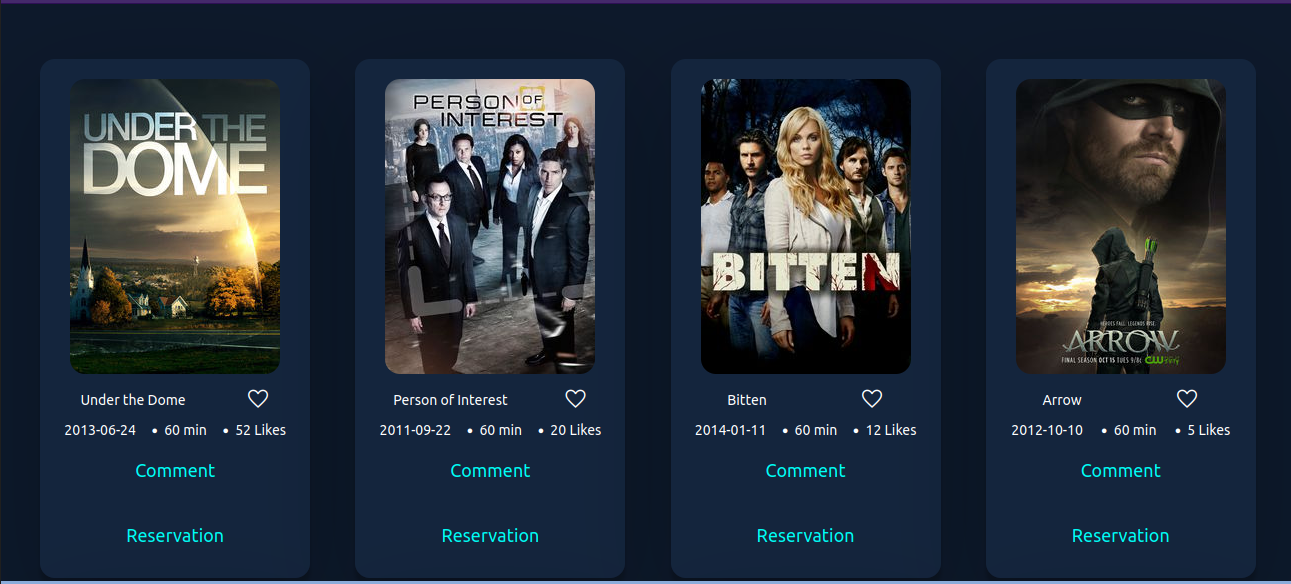 UNDER THE
DOME
Under the Dome
2013-06-24 • 60 min • 52 Likes
Comment
Reservation
PERSON OF
INTEREST
Person of Interest
2011-09-22 • 60 min • 20 Likes
Comment
Reservation
BITTEN
Bitten
2014-01-11 • 60 min • 12 Likes
Comment
Reservation
HEROES FALL. LEGENDS RISE.
ARROW
FINAL SEASON OCT 15 TUES 9/8c CW
Arrow
2012-10-10 • 60 min • 5 Likes
Comment
Reservation